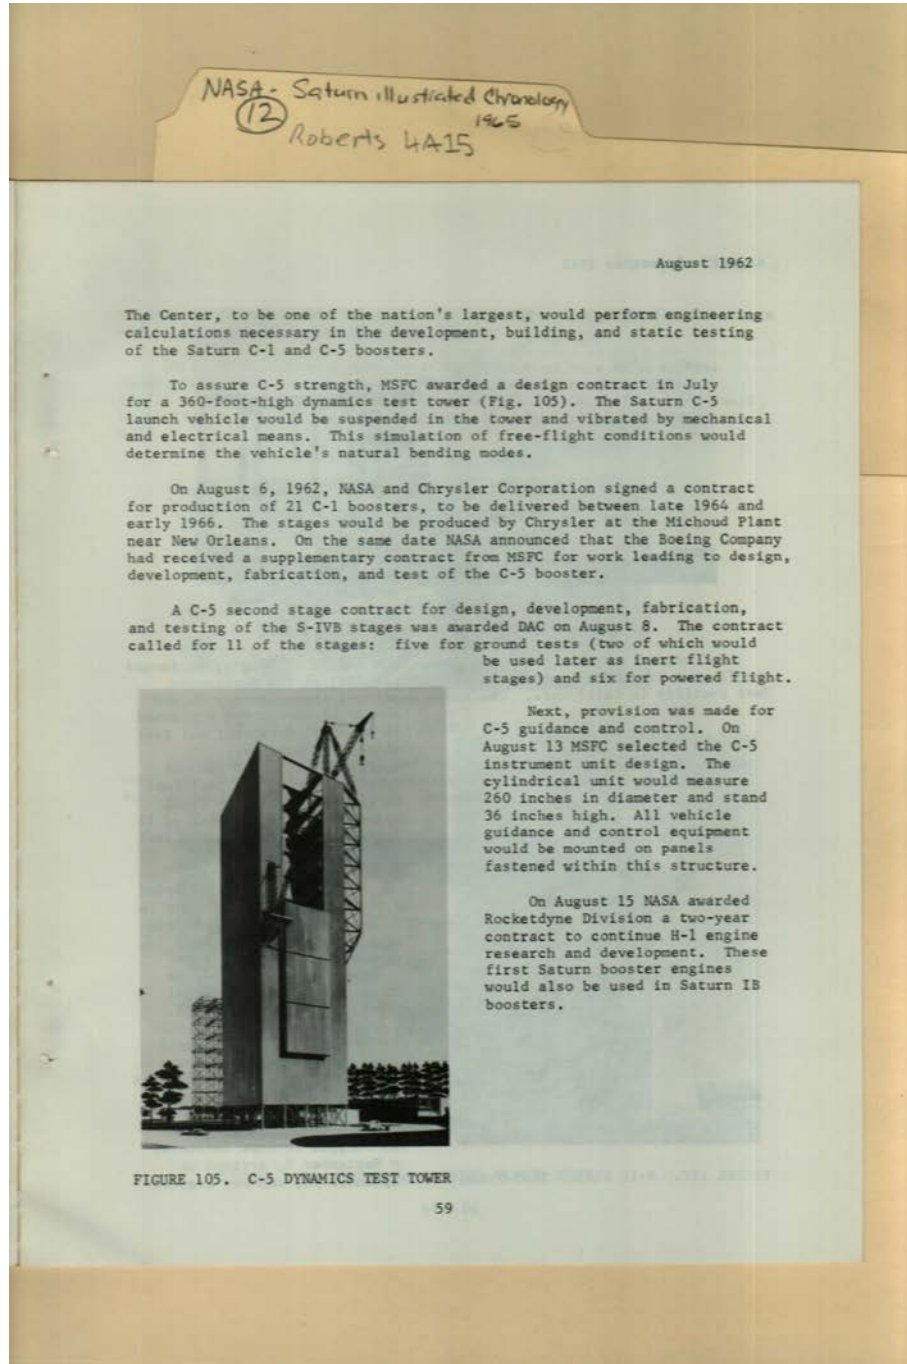 NASA- Saturn illustrated Chronology
12
1965
Roberts 4A15
August 1962
The Center, to be one of the nation's largest, would perform engineering
calculations necessary in the development, building, and static testing
of the Saturn C-1 and C-5 boosters.
To assure C-5 strength, MSFC awarded a design contract in July
for a 360-foot-high dynamics test tower (Fig. 105). The Saturn C-5
launch vehicle would be suspended in the tower and vibrated by mechanical
and electrical means. This simulation of free-flight conditions would
determine the vehicle's natural bending modes.
On August 6, 1962, NASA and Chrysler Corporation signed a contract
for production of 21 C-1 boosters, to be delivered between late 1964 and
early 1966. The stages would be produced by Chrysler at the Michoud Plant
near New Orleans. On the same date NASA announced that the Boeing Company
had received a supplementary contract from MSFC for work leading to design,
development, fabrication, and test of the C-5 booster.
A C-5 second stage contract for design, development, fabrication,
and testing of the S-IVB stages was awarded DAC on August 8. The contract
called for 11 of the stages: five for ground tests (two of which would
be used later as inert flight
stages) and six for powered flight.
Next, provision was made for
C-5 guidance and control. On
August 13 MSFC selected the C-5
instrument unit design. The
cylindrical unit would measure
260 inches in diameter and stand
36 inches high. All vehicle
guidance and control equipment
would be mounted on panels
fastened within this structure.
On August 15 NASA awarded
Rocketdyne Division a two-year
contract to continue H-1 engine
research and development. These
first Saturn booster engines
would also be used in Saturn IB
boosters.
FIGURE 105. C-5 DYNAMICS TEST TOWER
59